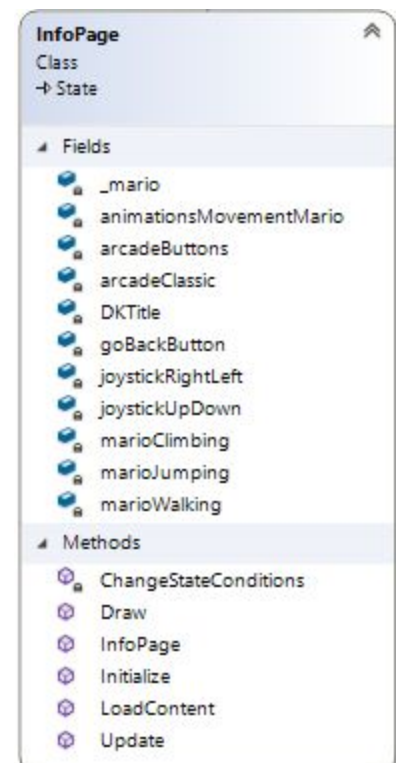 InfoPage
Class
State
Fields
_mario
animationsMovementMario
arcadeButtons
arcadeClassic
DKTitle
goBackButton
joystickRightLeft
joystickUpDown
marioClimbing
marioJumping
marioWalking
Methods
ChangeStateConditions
Draw
InfoPage
Initialize
LoadContent
Update